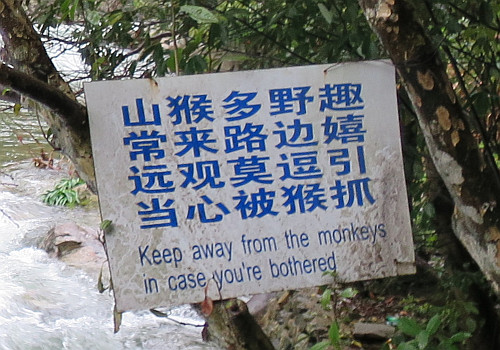 山猴多野趣
常来路边嬉
远观莫逗引
当心被猴抓
Keep away from the monkeys
in case you're bothered